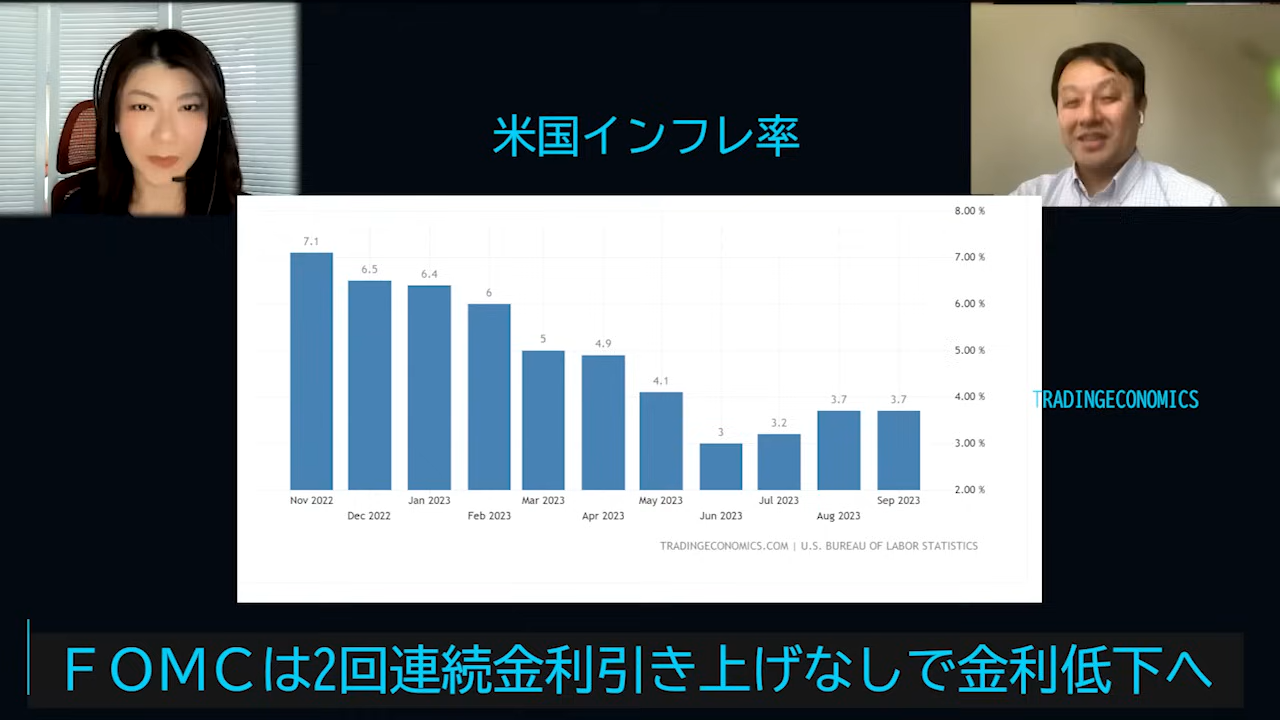 米国インフレ率
8.00 %
7.1
7.00 %
6.5
6.4
6
6.00 %
5
4.9
5.00 %
4.1
4.00 %
TRADINGECONOMICS
3
3.2
3.7
3.7
3.00 %
2.00 %
Nov 2022
Dec 2022
Jan 2023
Feb 2023
Mar 2023
Apr 2023
May 2023
Jun 2023
Jul 2023
Aug 2023
Sep 2023
TRADINGECONOMICS.COM | U.S. BUREAU OF LABOR STATISTICS
ＦＯＭＣは2回連続金利引き上げなしで金利低下へ